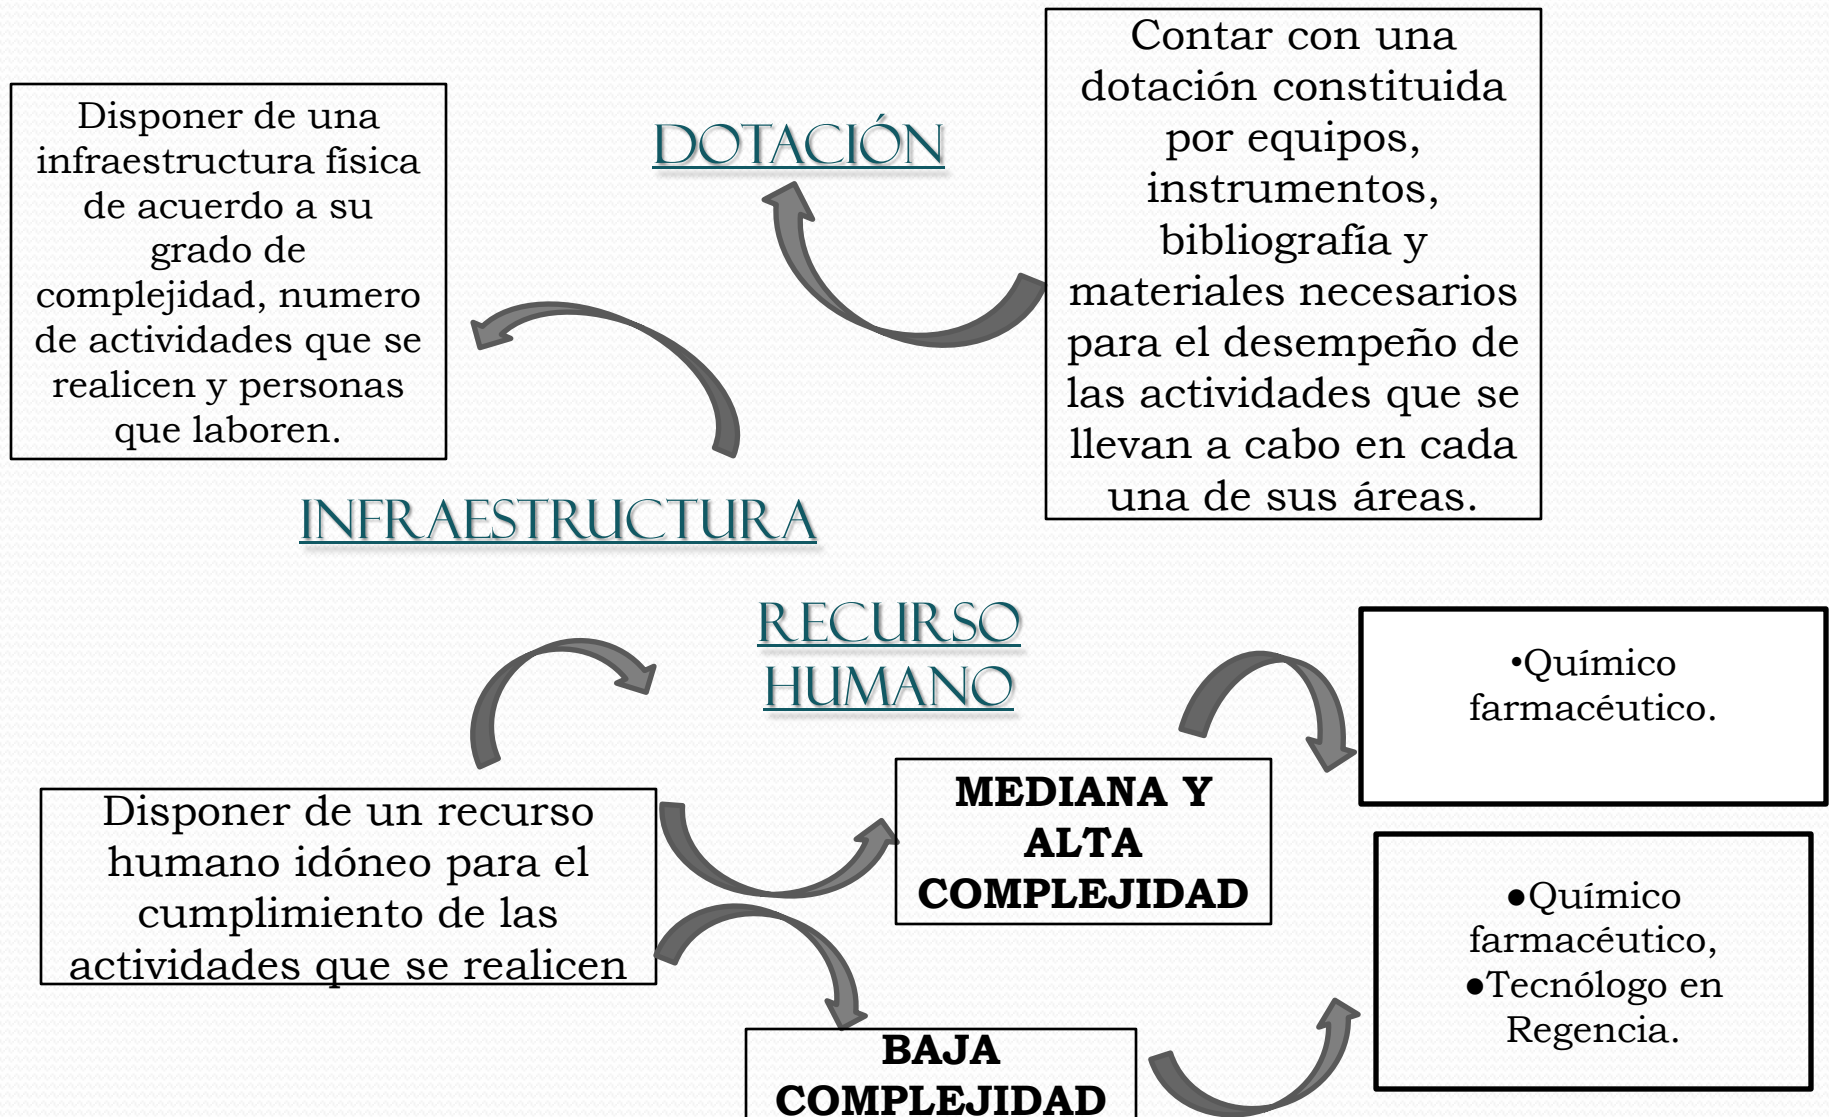 Disponer de una
infraestructura física
de acuerdo a su
grado de
complejidad, numero
de actividades que se
realicen y personas
que laboren.
DOTACIÓN
Contar con una
dotación constituida
por equipos,
instrumentos,
bibliografía y
materiales necesarios
para el desempeño de
las actividades que se
llevan a cabo en cada
una de sus áreas.
INFRAESTRUCTURA
RECURSO
HUMANO
Disponer de un recurso
humano idóneo para el
cumplimiento de las
actividades que se realicen
MEDIANA Y
ALTA
COMPLEJIDAD
•Químico
farmacéutico.
BAJA
COMPLEJIDAD
●Químico
farmacéutico,
●Tecnólogo en
Regencia.